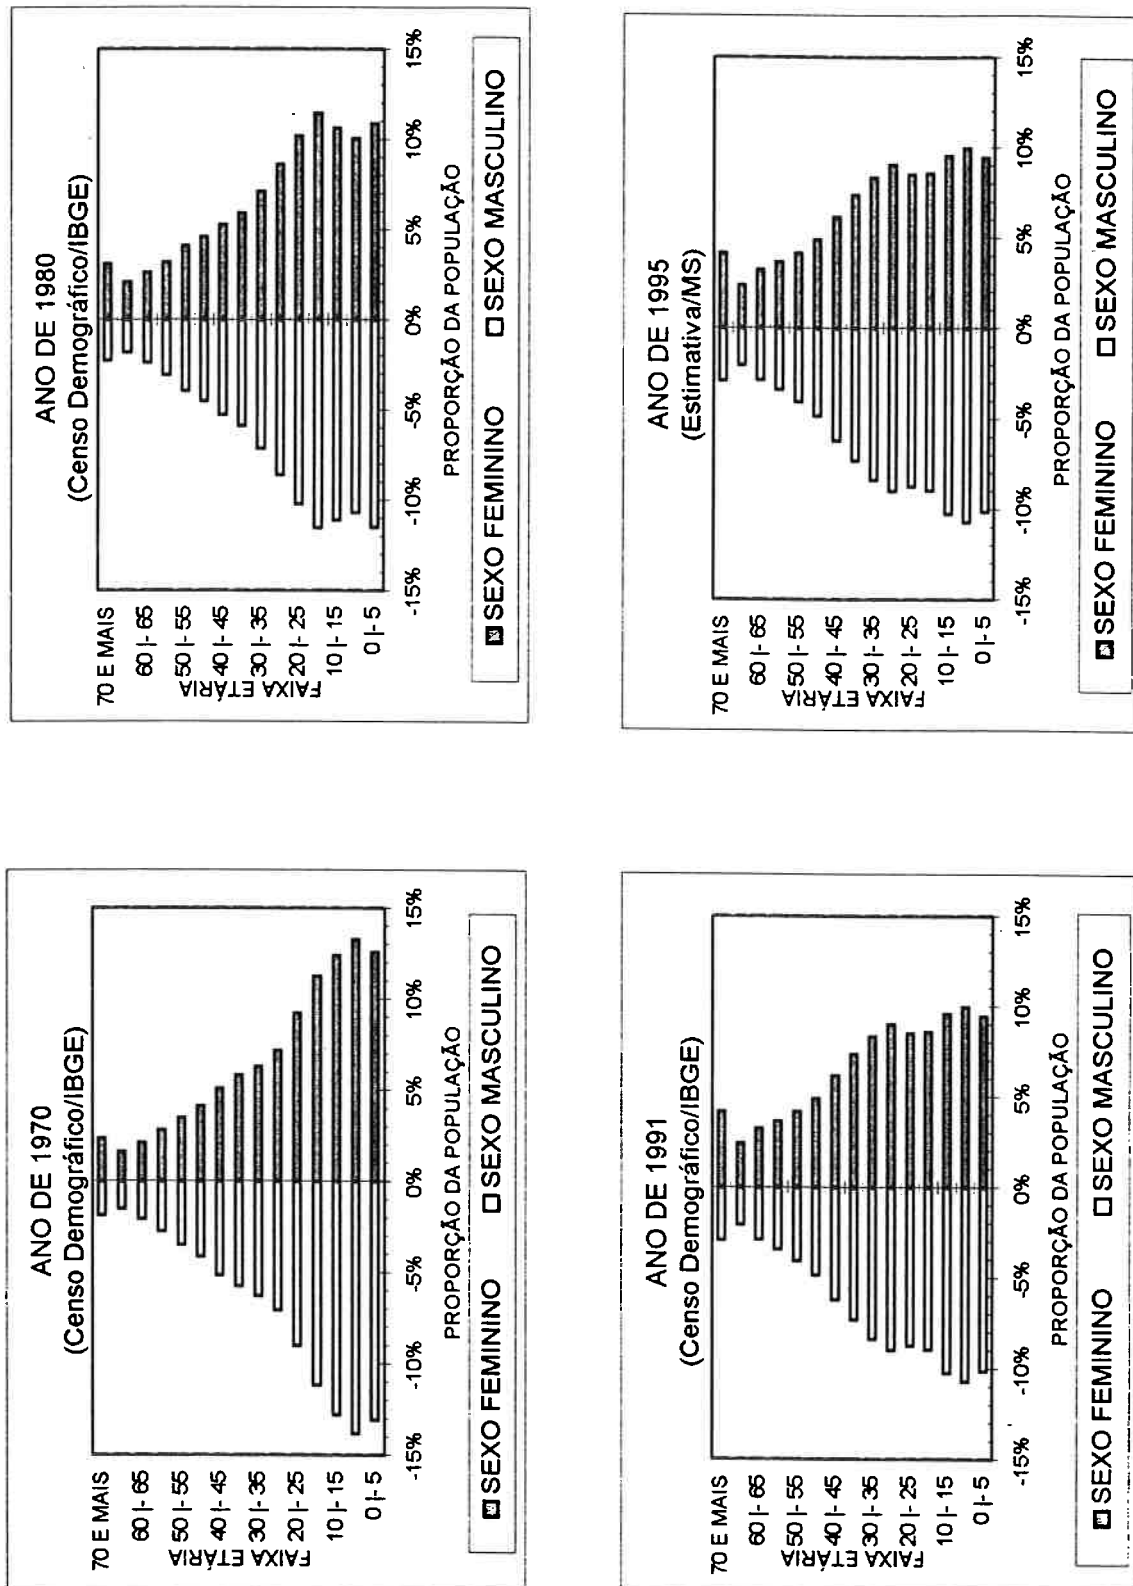 ANO DE 1970
(Censo Demográfico/IBGE)
FAIXA ETÁRIA
70 E MAIS
60 |- 65
50 |- 55
40 |- 45
30 |- 35
20 |- 25
10 |- 15
0 |- 5
-15%
-10%
-5%
0%
5%
10%
15%
PROPORÇÃO DA POPULAÇÃO
SEXO FEMININO
SEXO MASCULINO
ANO DE 1980
(Censo Demográfico/IBGE)
FAIXA ETÁRIA
70 E MAIS
60 |- 65
50 |- 55
40 |- 45
30 |- 35
20 |- 25
10 |- 15
0 |- 5
-15%
-10%
-5%
0%
5%
10%
15%
PROPORÇÃO DA POPULAÇÃO
SEXO FEMININO
SEXO MASCULINO
ANO DE 1991
(Censo Demográfico/IBGE)
FAIXA ETÁRIA
70 E MAIS
60 |- 65
50 |- 55
40 |- 45
30 |- 35
20 |- 25
10 |- 15
0 |- 5
-15%
-10%
-5%
0%
5%
10%
15%
PROPORÇÃO DA POPULAÇÃO
SEXO FEMININO
SEXO MASCULINO
ANO DE 1995
(Estimativa/MS)
FAIXA ETÁRIA
70 E MAIS
60 |- 65
50 |- 55
40 |- 45
30 |- 35
20 |- 25
10 |- 15
0 |- 5
-15%
-10%
-5%
0%
5%
10%
15%
PROPORÇÃO DA POPULAÇÃO
SEXO FEMININO
SEXO MASCULINO